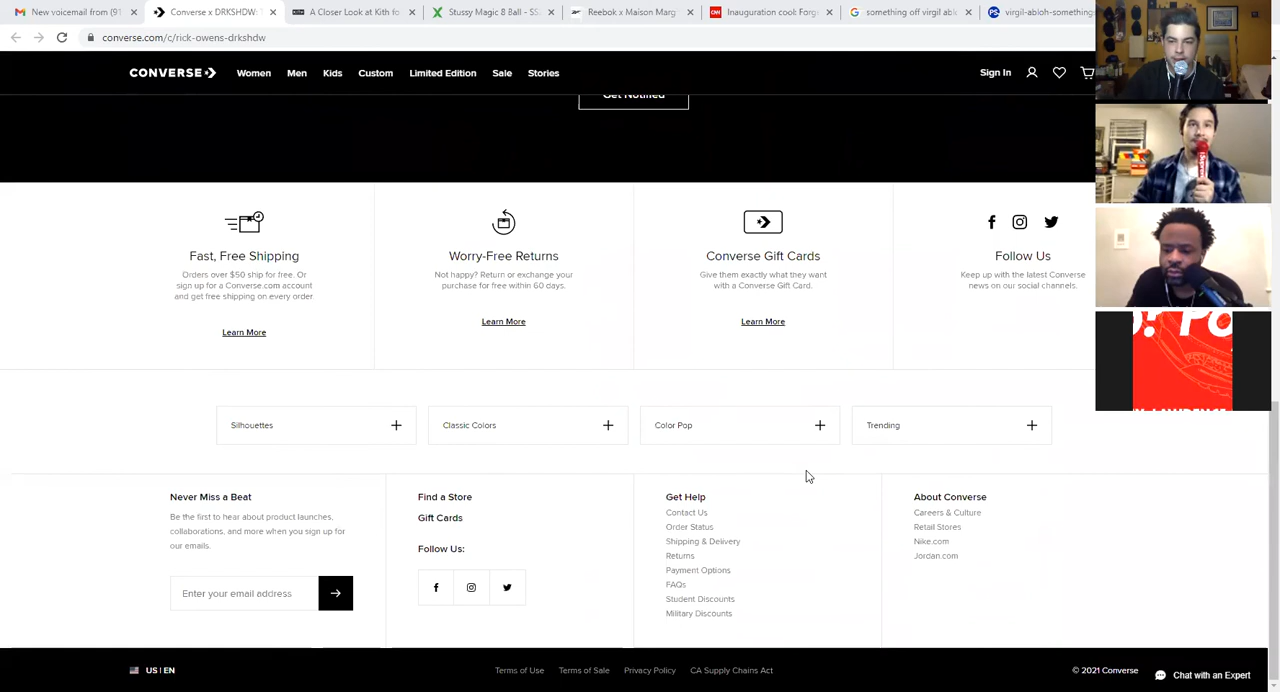 New voicemail from (91
Converse x DRKSHDW: T
A Closer Look at Kith fo
Stussy Magic 8 Ball - SS
Reebok x Maison Marg
CNN
Inauguration cool: Forge
something off virgil abl
PS
virgil-abloh-somethings
converse.com/c/rick-owens-drkshdw
CONVERSE
Women
Men
Kids
Custom
Limited Edition
Sale
Stories
Sign In
Get Notified
Fast, Free Shipping
Orders over $50 ship for free. Or
sign up for a Converse.com account
and get free shipping on every order
Learn More
Worry-Free Returns
Not happy? Return or exchange your
purchase for free within 60 days.
Learn More
Converse Gift Cards
Give them exactly what they want
with a Converse Gift Card.
Learn More
Follow Us
Keep up with the latest Converse
news on our social channels.
Silhouettes
Classic Colors
Color Pop
Trending
Never Miss a Beat
Be the first to hear about product launches,
collaborations, and more when you sign up for
our emails.
Enter your email address
Find a Store
Gift Cards
Follow Us:
Get Help
Contact Us
Order Status
Shipping & Delivery
Returns
Payment Options
FAQs
Student Discounts
Military Discounts
About Converse
Careers & Culture
Retail Stores
Nike.com
Jordan.com
US | EN
Terms of Use
Terms of Sale
Privacy Policy
CA Supply Chains Act
© 2021 Converse
Chat with an Expert